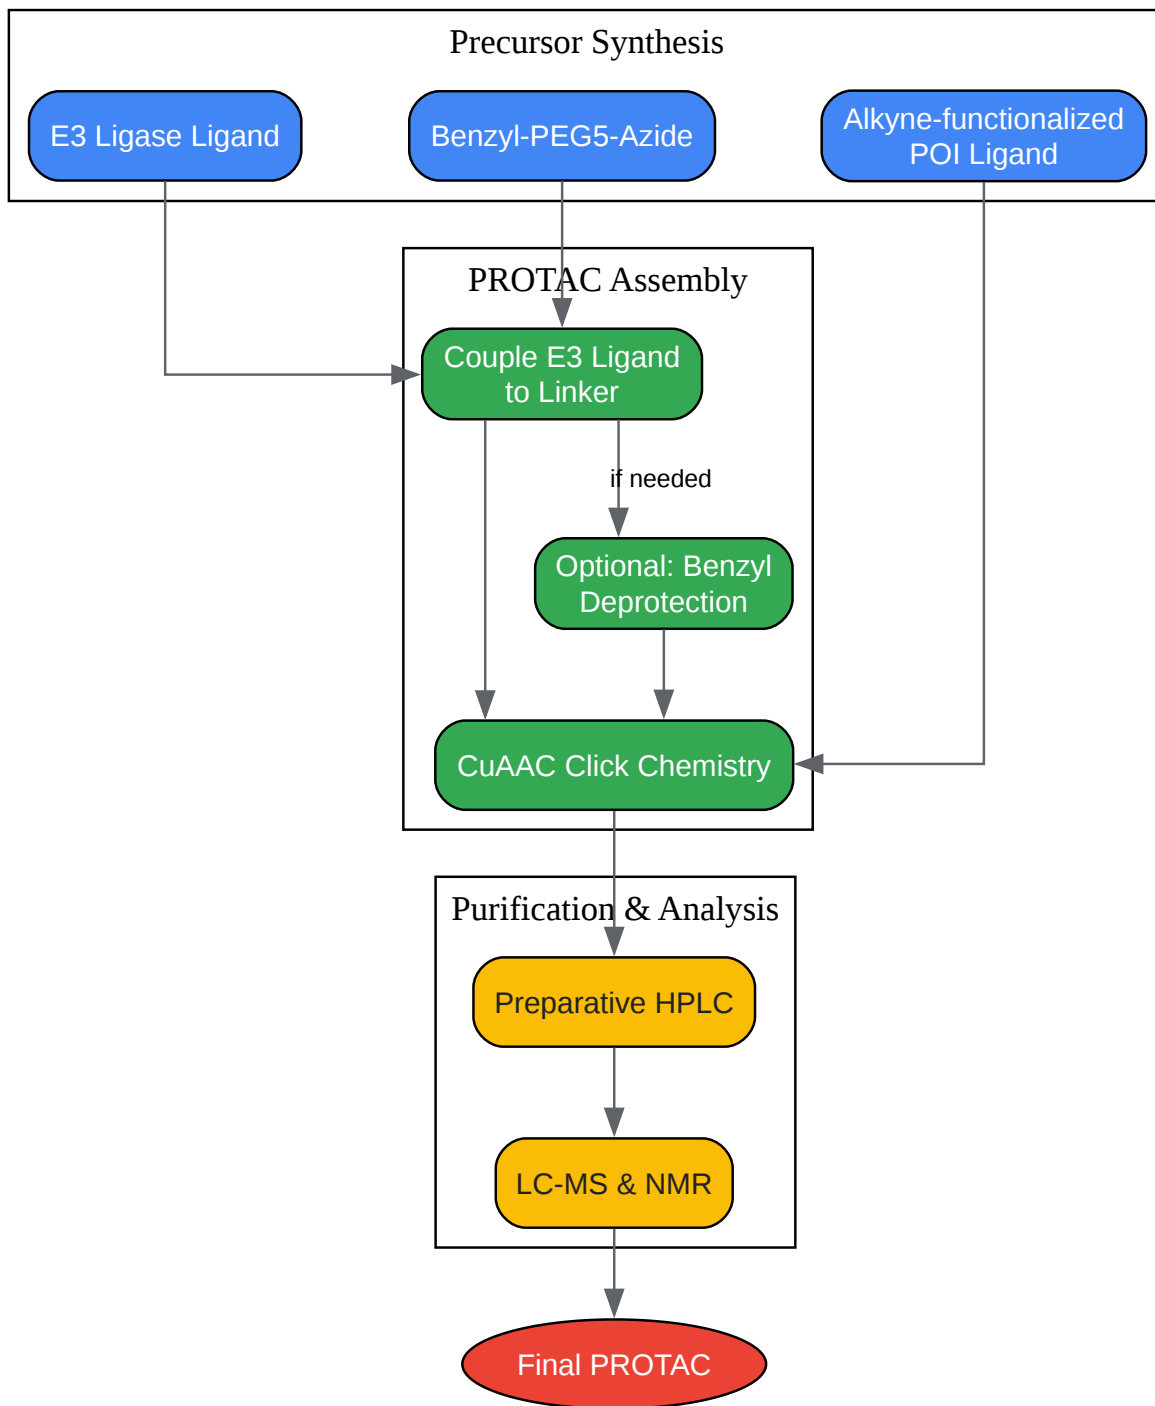 Precursor Synthesis
E3 Ligase Ligand
Benzyl-PEG5-Azide
Alkyne-functionalized
POI Ligand
PROTAC Assembly
Couple E3 Ligand
to Linker
if needed
Optional: Benzyl
Deprotection
CuAAC Click Chemistry
Purification & Analysis
Preparative HPLC
LC-MS & NMR
Final PROTAC